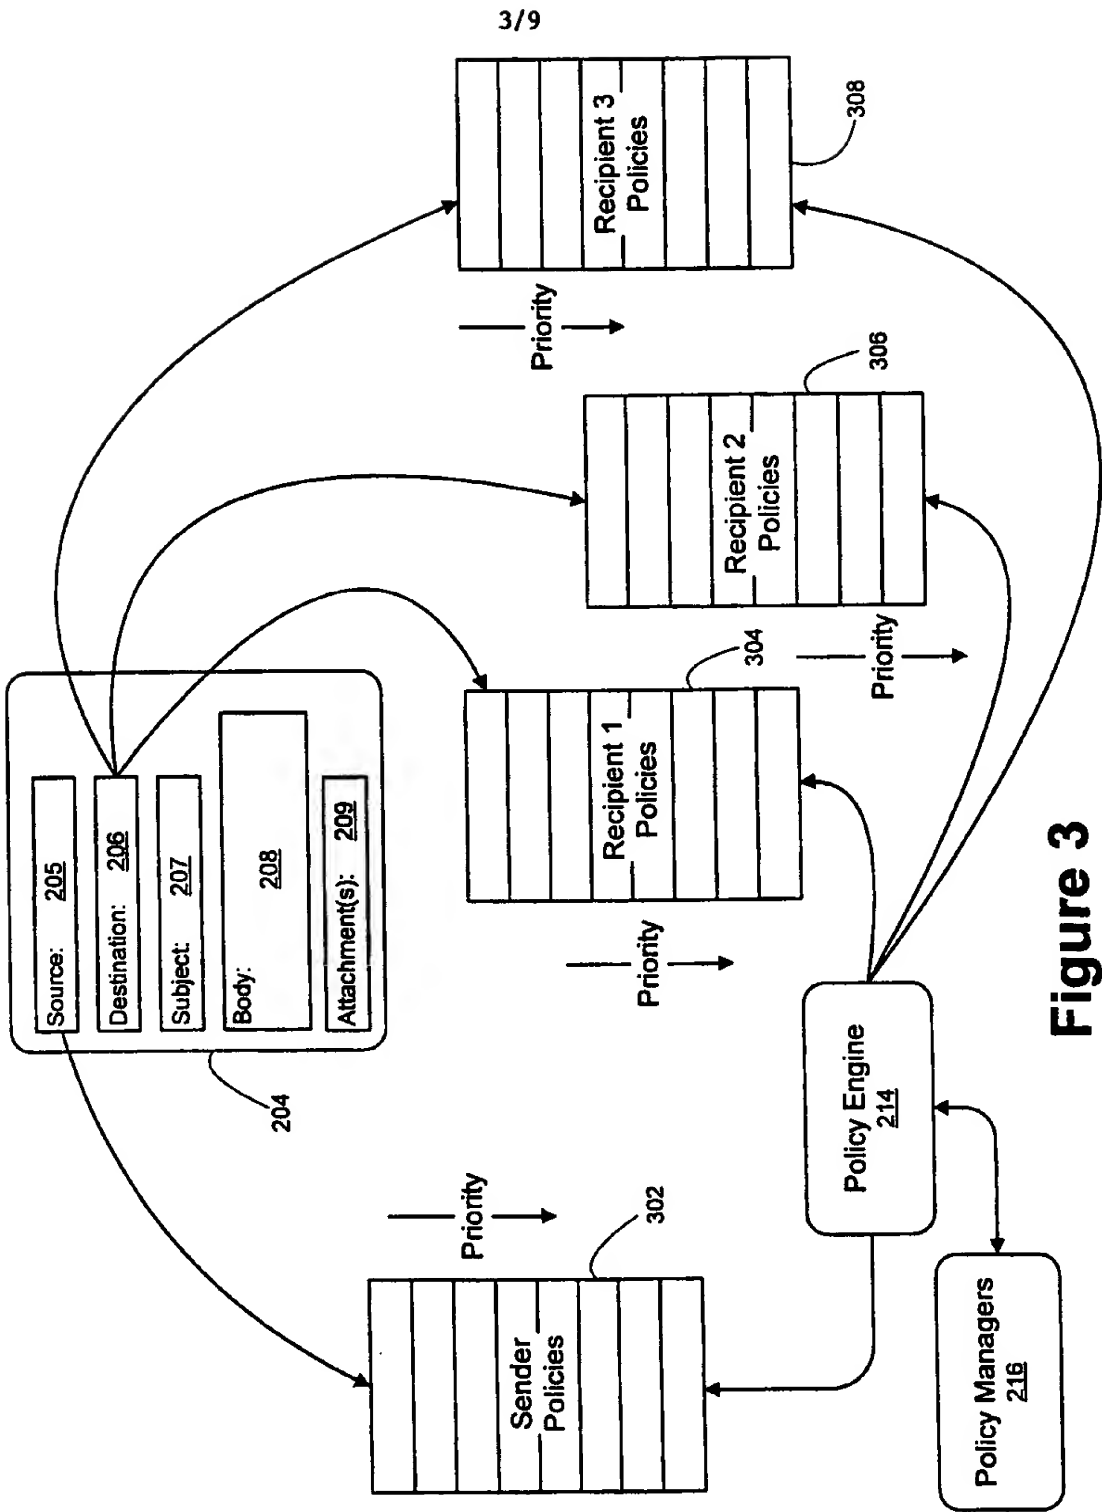 3/9
Source: 205
Destination: 206
Subject: 207
Body:
208
Attachment(s): 209
204
Sender
Policies
Priority
302
Recipient 1
Policies
Priority
304
Recipient 2
Policies
Priority
306
Recipient 3
Policies
Priority
308
Policy Engine
214
Policy Managers
216
Figure 3